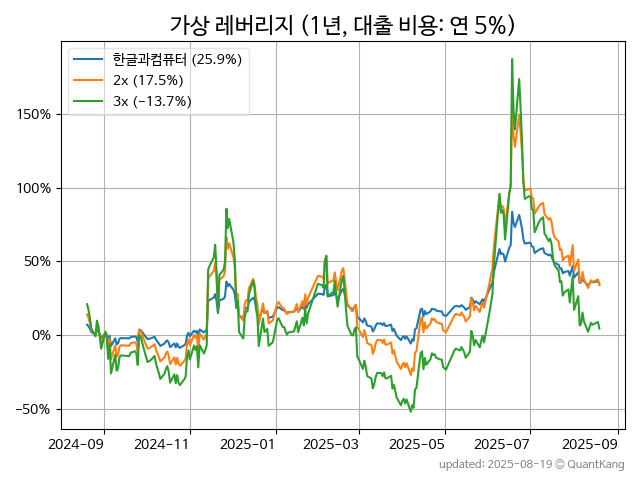 가상 레버리지 (1년, 대출 비용: 연 5%)
한글과컴퓨터 (25.9%)
2x (17.5%)
3x (−13.7%)
150%
100%
50%
0%
−50%
2024-09 2024-11 2025-01 2025-03 2025-05 2025-07 2025-09
updated: 2025-08-19 © QuantKang